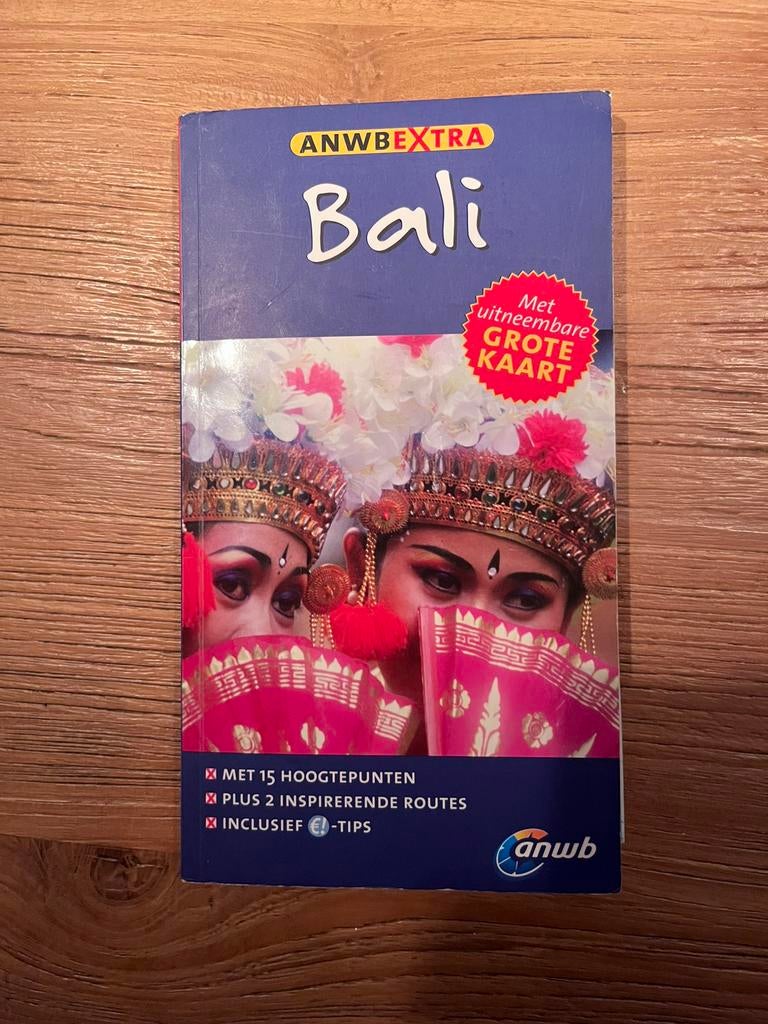 ANWBEXTRA
Bali
Met
uitneembare
GROTE
KAART
MET 15 HOOGTEPUNTEN
PLUS 2 INSPIRERENDE ROUTES
INCLUSIEF €!-TIPS
anwb